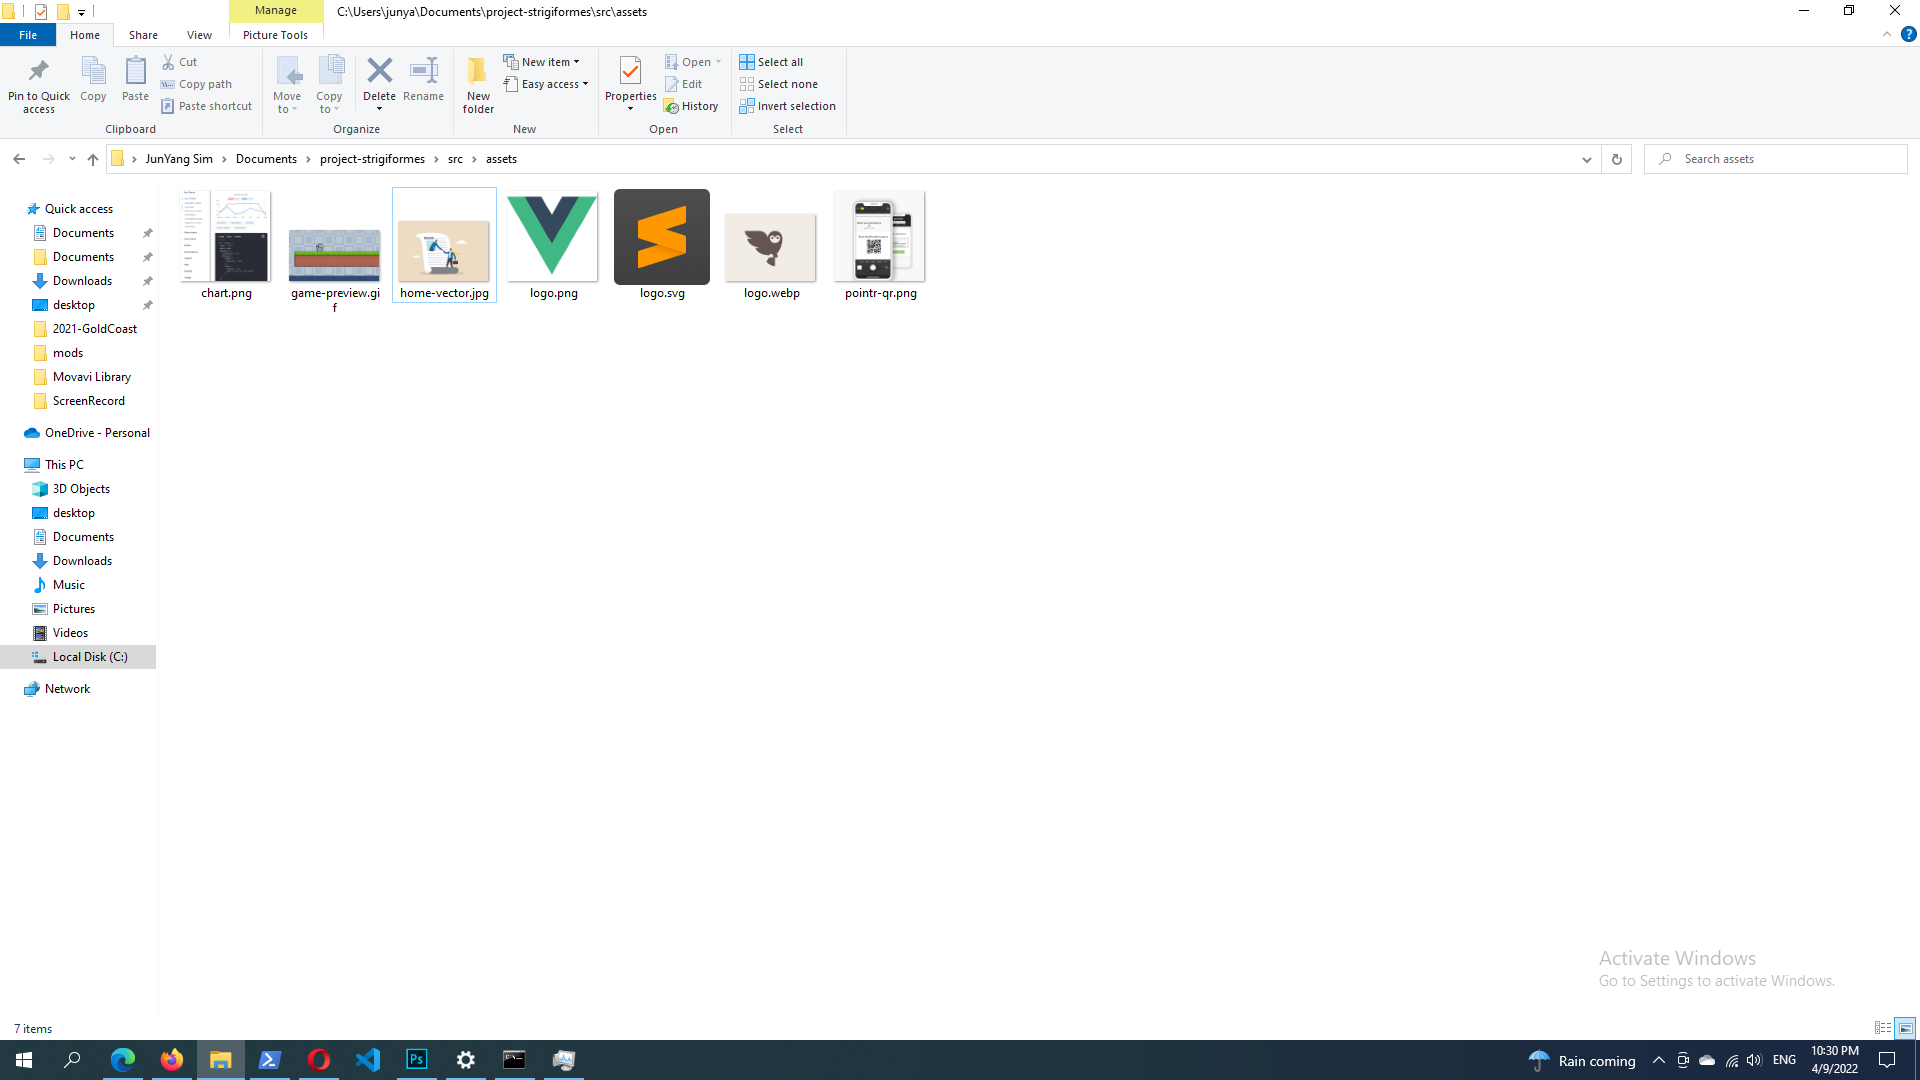 Manage
C:\Users\junya\Documents\project-strigiformes\src\assets
File
Home
Share
View
Picture Tools
Pin to Quick
access
Copy
Paste
Cut
Copy path
Paste shortcut
Clipboard
Move
to
Copy
to
Delete
Rename
Organize
New
folder
New item
Easy access
New
Properties
Open
Edit
History
Open
Select all
Select none
Invert selection
Select
JunYang Sim
Documents
project-strigiformes
src
assets
Search assets
Quick access
Documents
Documents
Downloads
desktop
2021-GoldCoast
mods
Movavi Library
ScreenRecord
OneDrive - Personal
This PC
3D Objects
desktop
Documents
Downloads
Music
Pictures
Videos
Local Disk (C:)
Network
chart.png
game-preview.gi
f
home-vector.jpg
logo.png
logo.svg
logo.webp
pointr-qr.png
Activate Windows
Go to Settings to activate Windows.
7 items
Ps
Rain coming
ENG
10:30 PM
4/9/2022